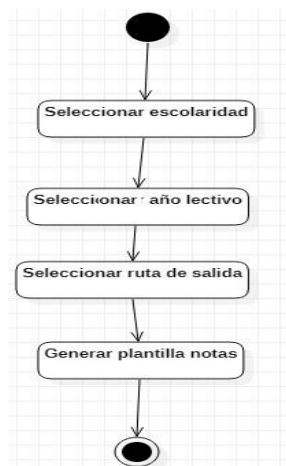 Seleccionar escolaridad
Seleccionar año lectivo
Seleccionar ruta de salida
Generar plantilla notas